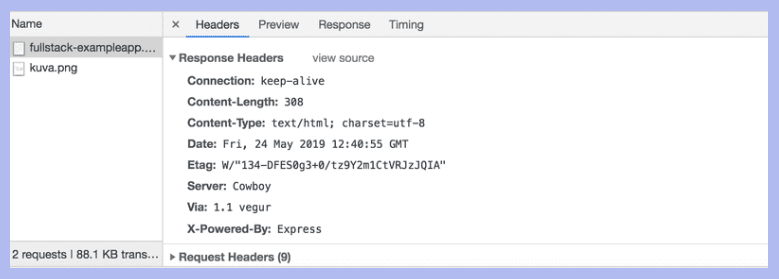 Name
× Headers Preview Response Timing
fullstack-exampleapp....
kuva.png
▼ Response Headers view source
Connection: keep-alive
Content-Length: 308
Content-Type: text/html; charset=utf-8
Date: Fri, 24 May 2019 12:40:55 GMT
Etag: W/"134-DFES0g3+0/tz9Y2m1CtVRJzJQIA"
Server: Cowboy
Via: 1.1 vegur
X-Powered-By: Express
▶ Request Headers (9)
2 requests | 88.1 KB trans...